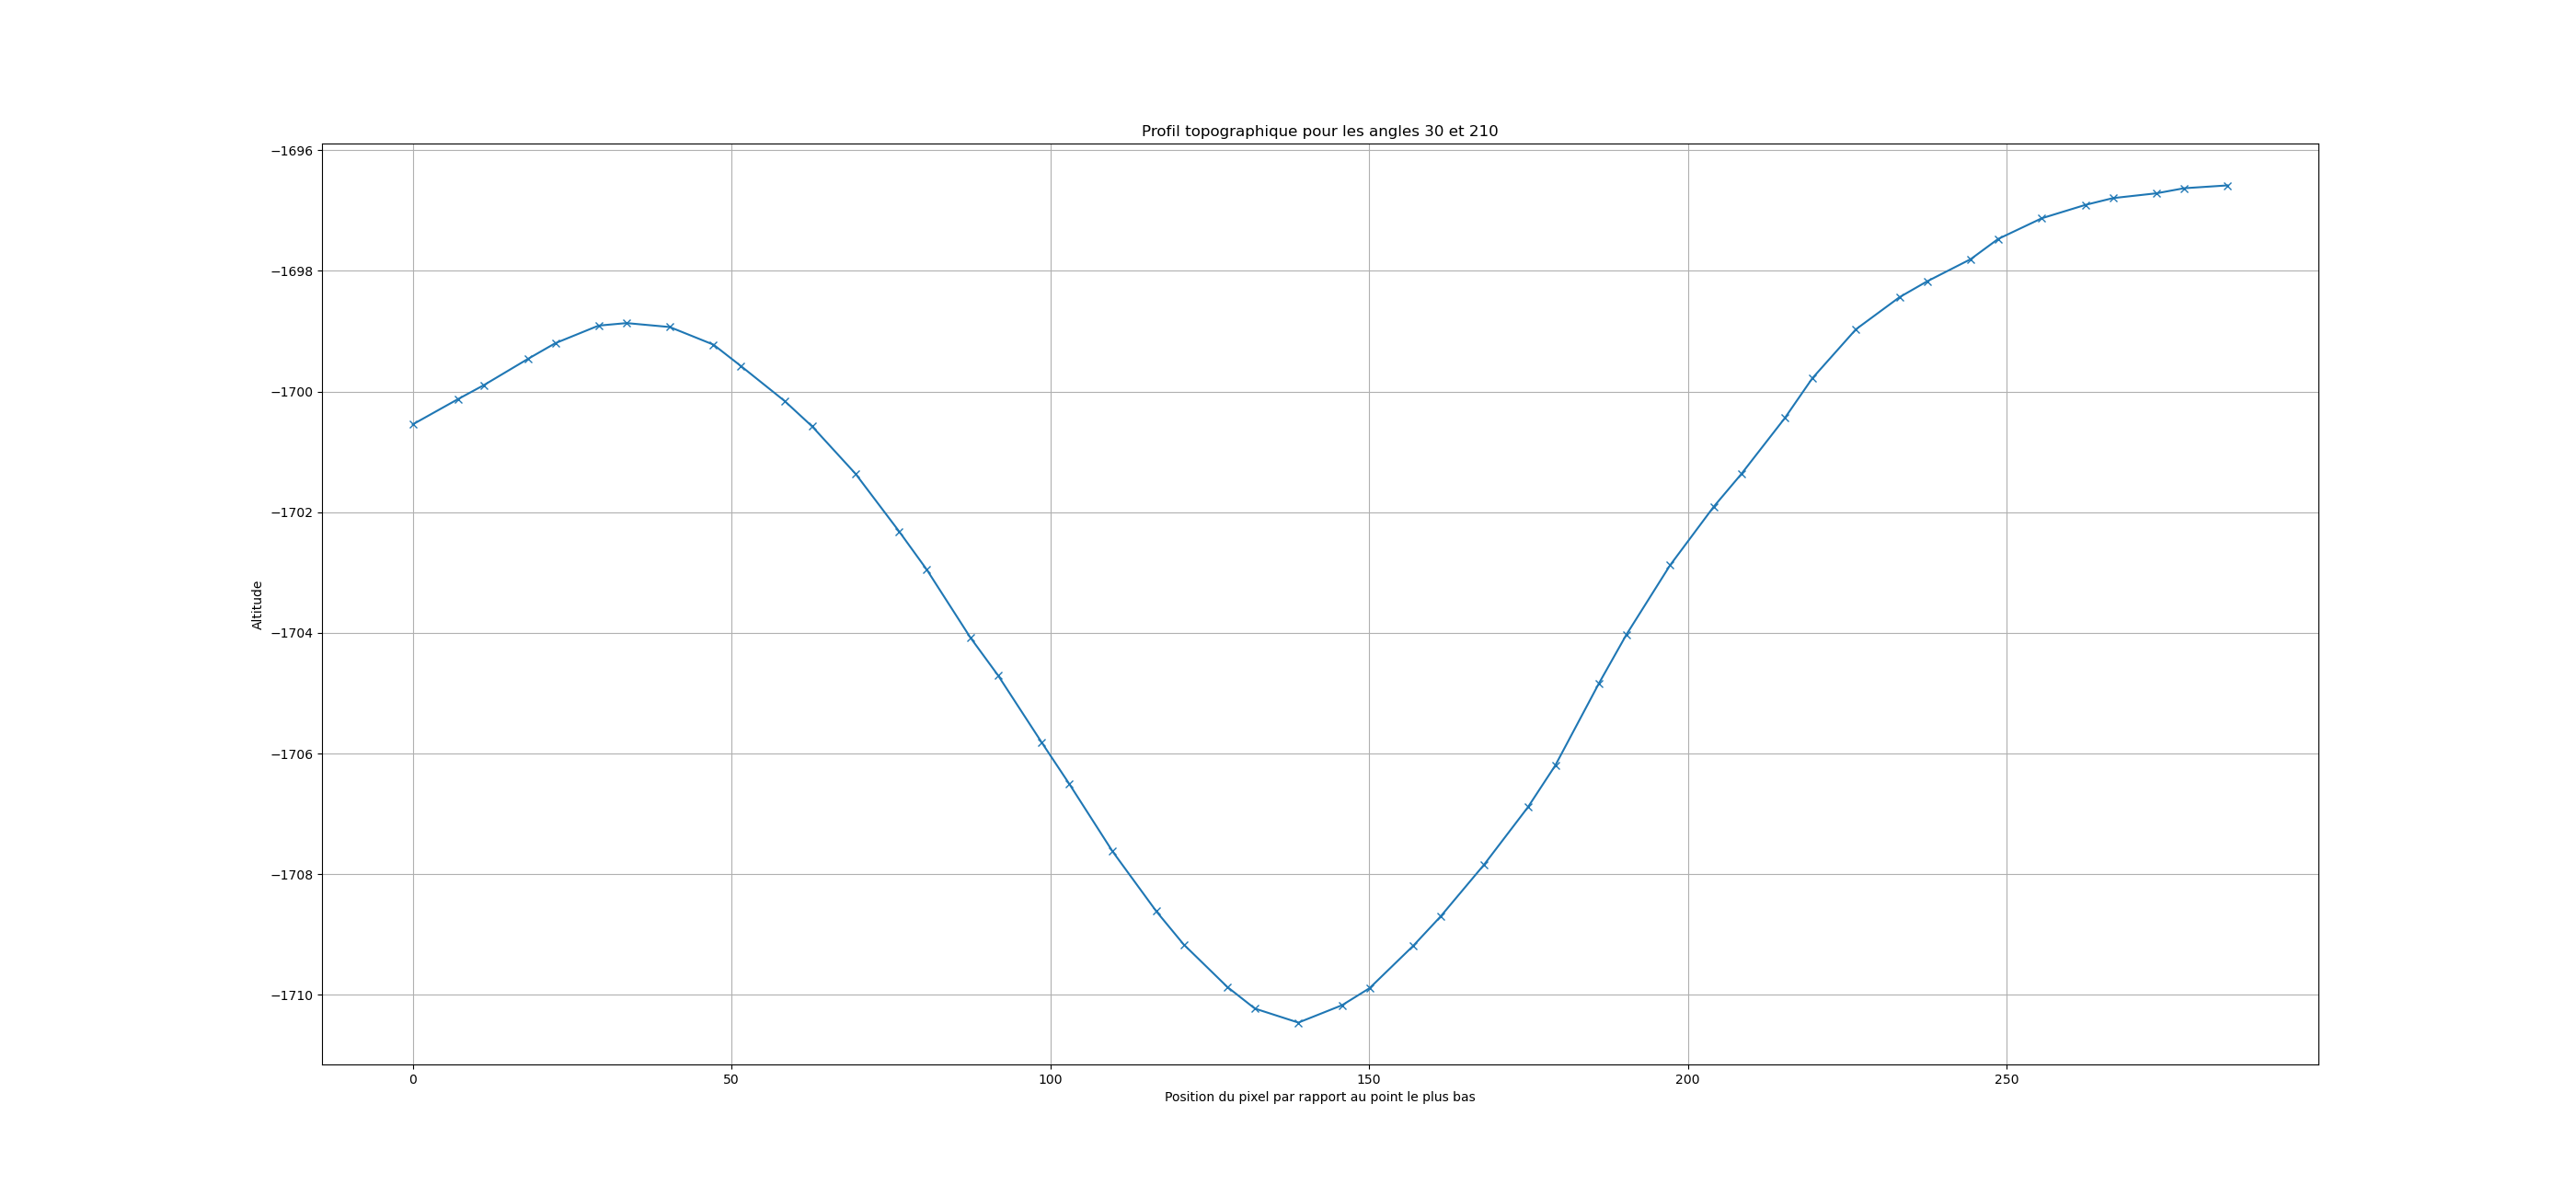 Profil topographique pour les angles 30 et 210
−1696
−1698
−1700
−1702
−1704
−1706
−1708
−1710
Altitude
0 50 100 150 200 250
Position du pixel par rapport au point le plus bas